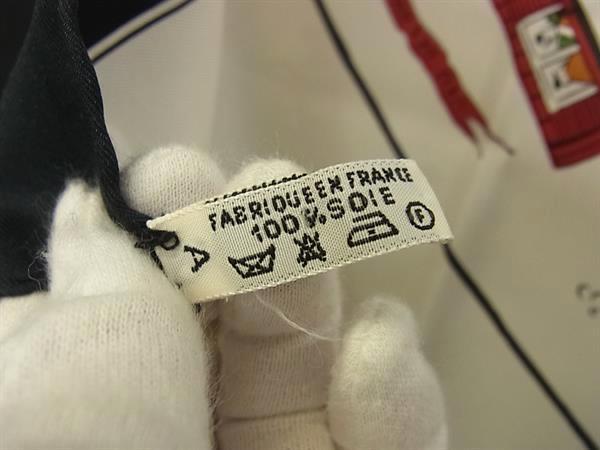 FABRIQUE EN FRANCE
100% SOIE
A
F